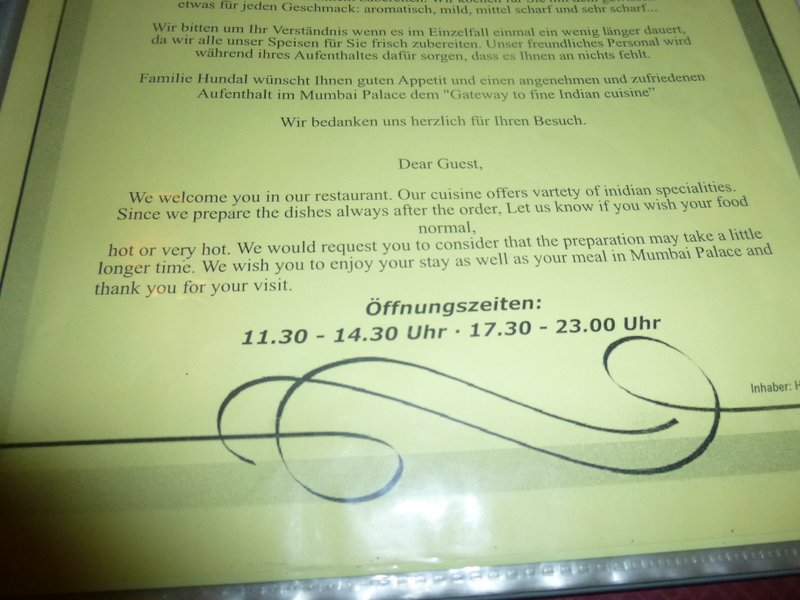 etwas für jeden Geschmack: aromatisch, mild, mittel scharf und sehr scharf...
Wir bitten um Ihr Verständnis wenn es im Einzelfall einmal ein wenig länger dauert,
da wir alle unser Speisen für Sie frisch zubereiten. Unser freundliches Personal wird
während ihres Aufenthaltes dafür sorgen, dass es Ihnen an nichts fehlt.
Familie Hundal wünscht Ihnen guten Appetit und einen angenehmen und zufriedenen
Aufenthalt im Mumbai Palace dem "Gateway to fine Indian cuisine"
Wir bedanken uns herzlich für Ihren Besuch.
Dear Guest,
We welcome you in our restaurant. Our cuisine offers vartety of inidian specialities.
Since we prepare the dishes always after the order, Let us know if you wish your food
normal,
hot or very hot. We would request you to consider that the preparation may take a little
longer time. We wish you to enjoy your stay as well as your meal in Mumbai Palace and
thank you for your visit.
Öffnungszeiten:
11.30 - 14.30 Uhr · 17.30 - 23.00 Uhr
Inhaber: H